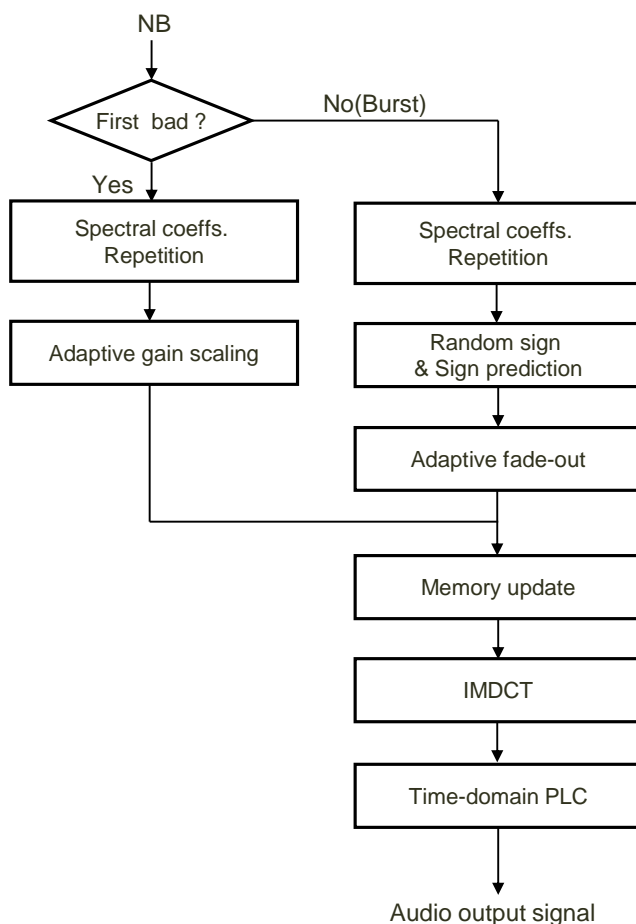 NB
First bad ?
No(Burst)
Yes
Spectral coeffs.
Repetition
Adaptive gain scaling
Spectral coeffs.
Repetition
Random sign
& Sign prediction
Adaptive fade-out
Memory update
IMDCT
Time-domain PLC
Audio output signal